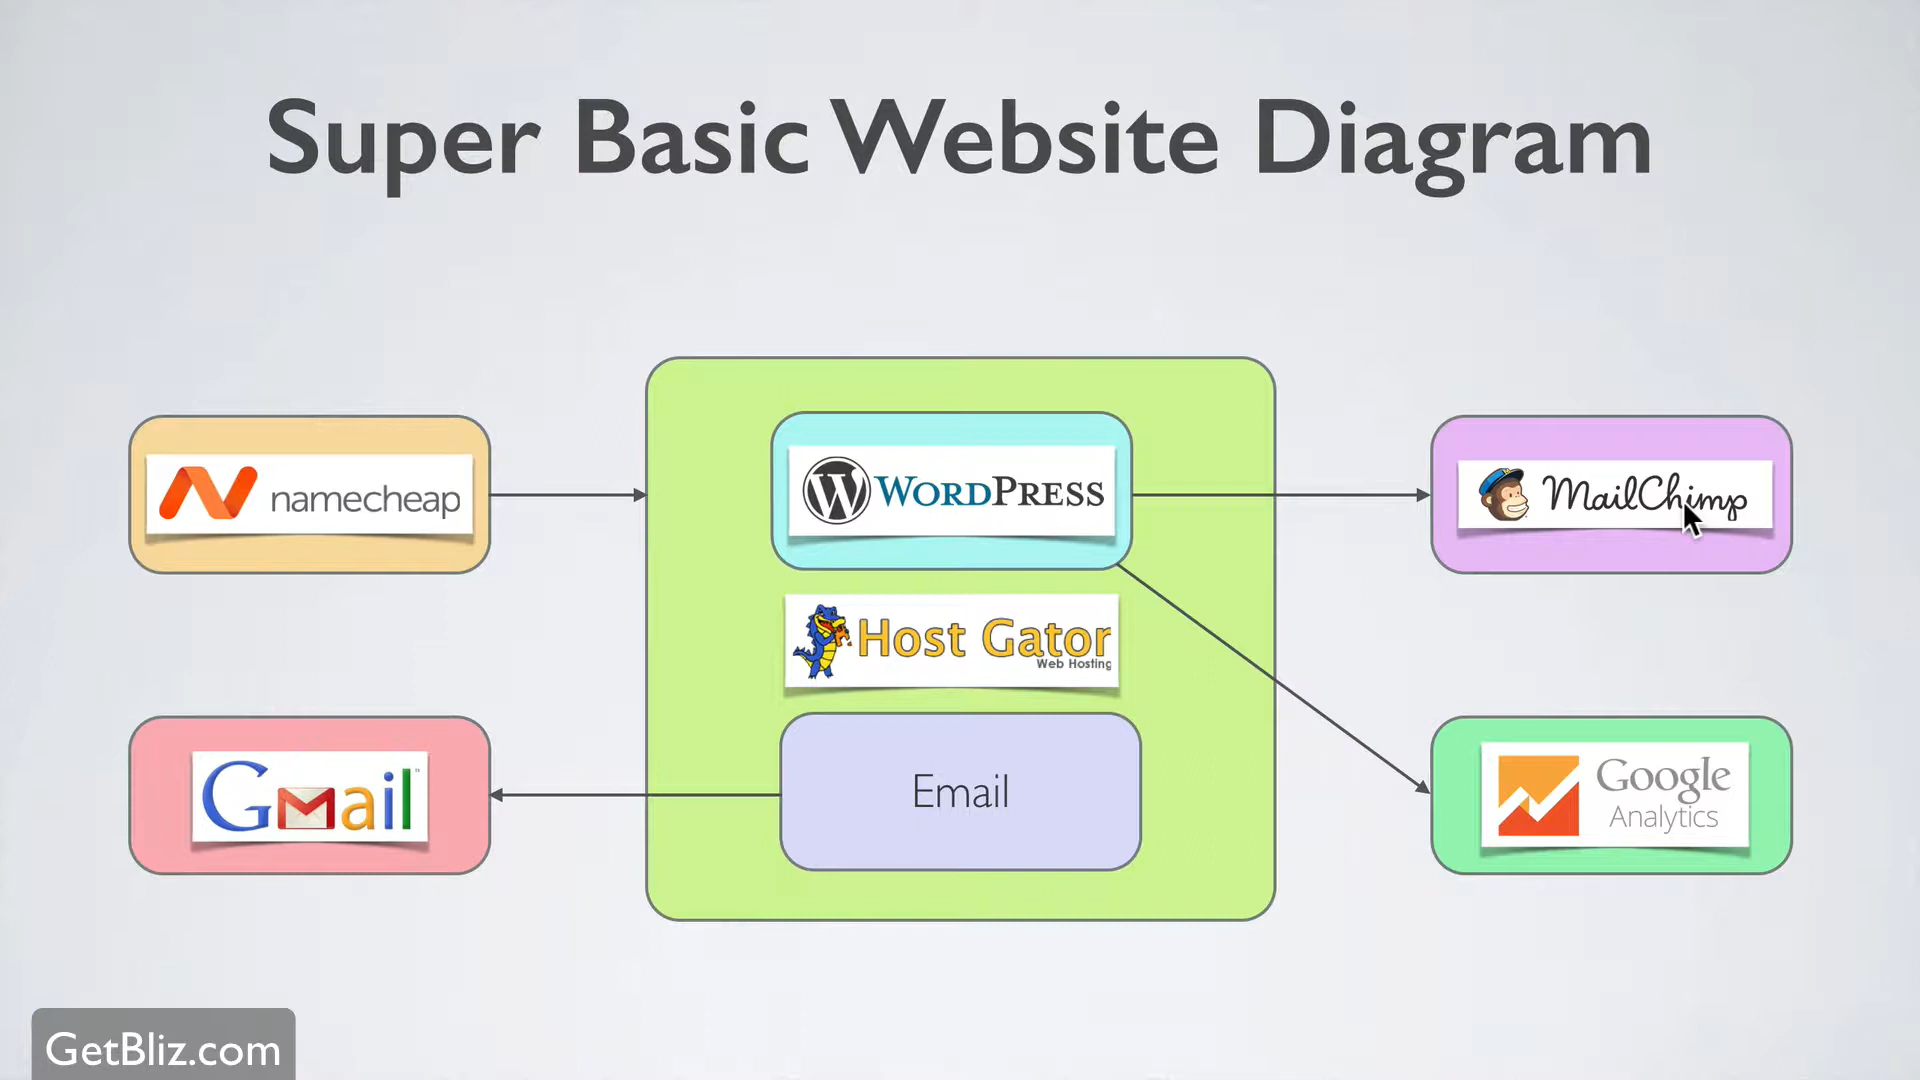 Super Basic Website Diagram
namecheap
WORDPRESS
MailChimp
Host Gator
Web Hosting
Gmail
Email
Google
Analytics
GetBliz.com